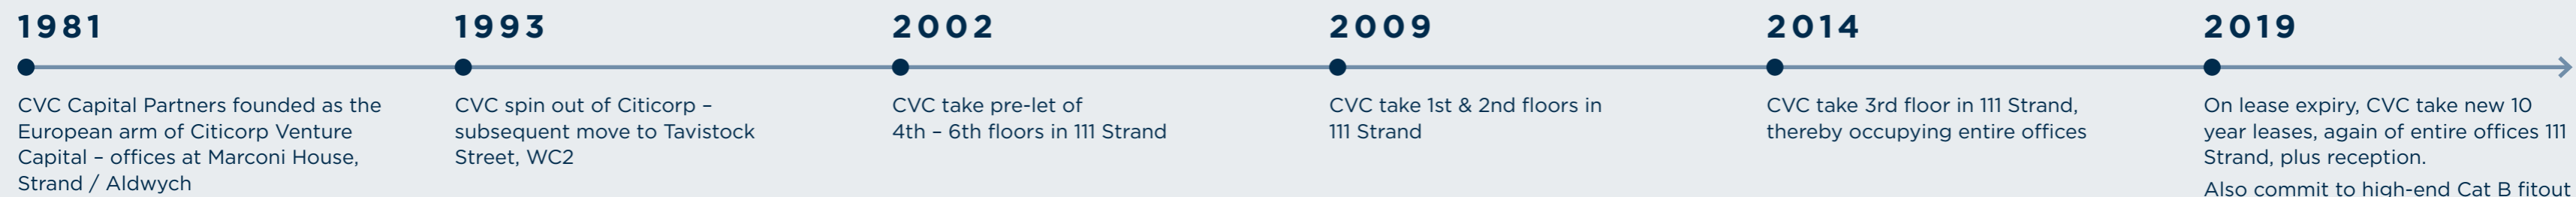 1981
CVC Capital Partners founded as the
European arm of Citicorp Venture
Capital – offices at Marconi House,
Strand / Aldwych
1993
CVC spin out of Citicorp –
subsequent move to Tavistock
Street, WC2
2002
CVC take pre-let of
4th – 6th floors in 111 Strand
2009
CVC take 1st & 2nd floors in
111 Strand
2014
CVC take 3rd floor in 111 Strand,
thereby occupying entire offices
2019
On lease expiry, CVC take new 10
year leases, again of entire offices 111
Strand, plus reception.
Also commit to high-end Cat B fitout